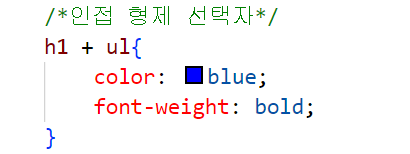 /*인접 형제 선택자*/
h1 + ul{
    color: blue;
    font-weight: bold;
}